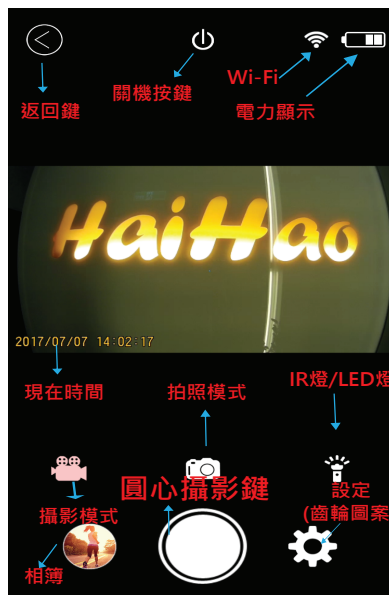 Wi-Fi
關機按鍵
返回鍵
電力顯示
HaiHao
2017/07/07 14:02:17
現在時間
拍照模式
IR燈/LED燈
圓心攝影鍵
設定
攝影模式
(齒輪圖案
相簿